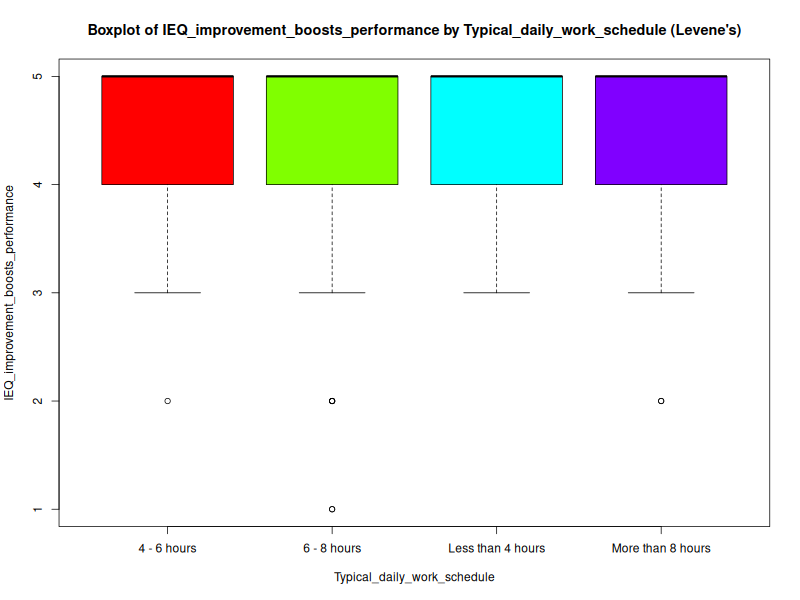 Boxplot of IEQ_improvement_boosts_performance by Typical_daily_work_schedule (Levene's)
IEQ_improvement_boosts_performance
5
4
3
2
1
4 - 6 hours
6 - 8 hours
Less than 4 hours
More than 8 hours
Typical_daily_work_schedule